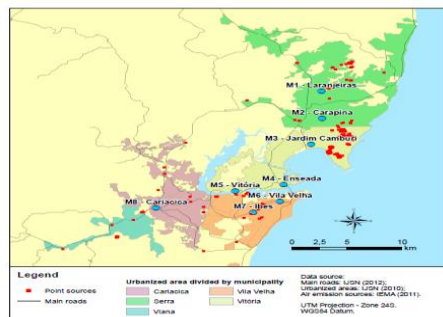 M1 - Laranjeiras
M2 - Carapina
M3 - Jardim Camburi
M4 - Enseada
M5 - Vitória
M6 - Vila Velha
M7 - Ibes
M8 - Cariacica
0 2,5 5 10 km
Legend
Point sources
Main roads
Urbanized area divided by municipality
Cariacica
Serra
Viana
Vila Velha
Vitória
Data source:
Main roads: IJSN (2012);
Urbanized areas: IJSN (2010);
Air emission sources: IEMA (2011).
UTM Projection - Zone 24S,
WGS84 Datum.